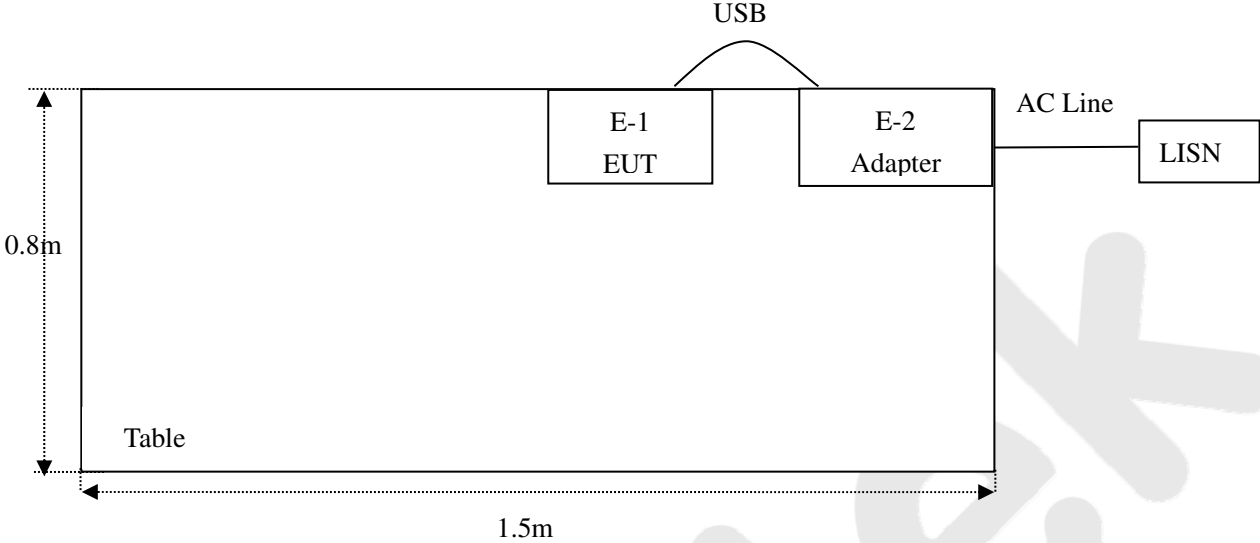 USB
AC Line
E-1
EUT
E-2
Adapter
LISN
0.8m
Table
1.5m